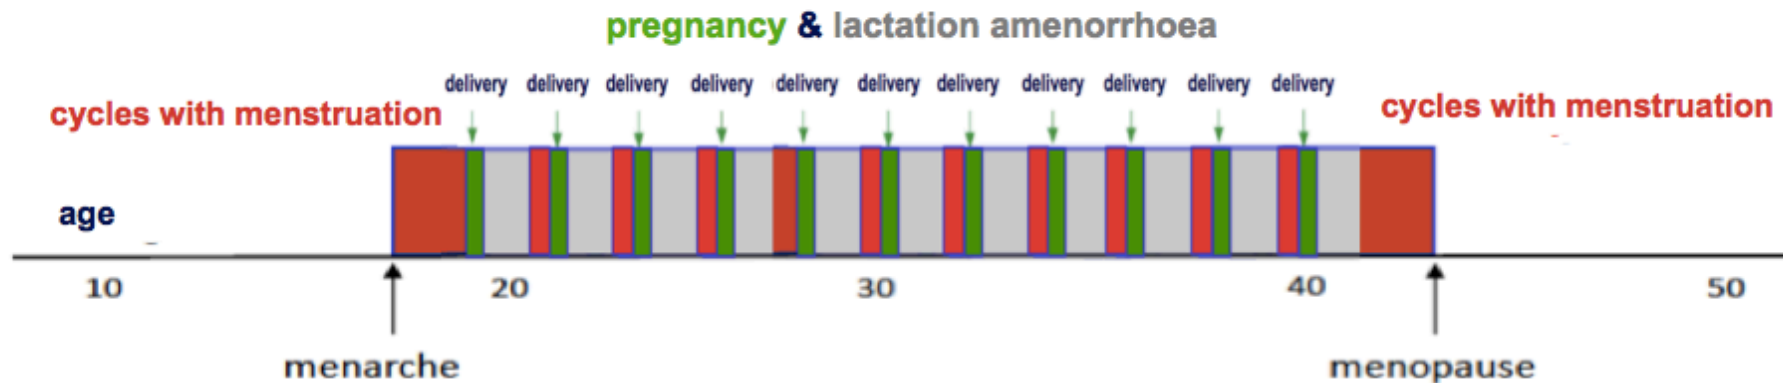 pregnancy & lactation amenorrhoea
delivery delivery delivery delivery delivery delivery delivery delivery delivery delivery delivery
cycles with menstruation
cycles with menstruation
age
10 20 30 40 50
menarche
menopause